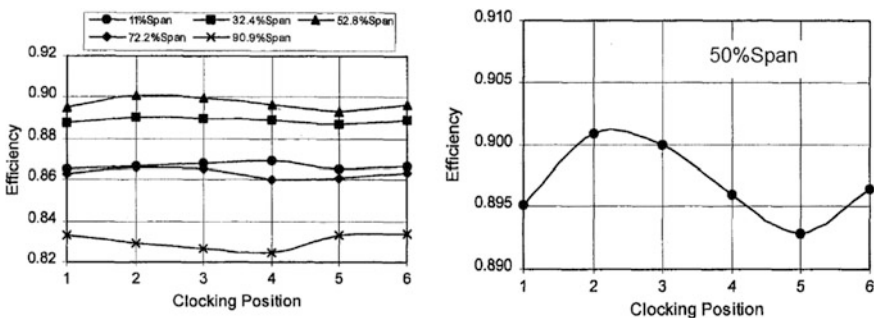 11%Span 32.4%Span 52.8%Span
72.2%Span 90.9%Span
0.92
0.90
0.88
0.86
0.84
0.82
Efficiency
1 2 3 4 5 6
Clocking Position
50%Span
0.910
0.905
0.900
0.895
0.890
Efficiency
1 2 3 4 5 6
Clocking Position